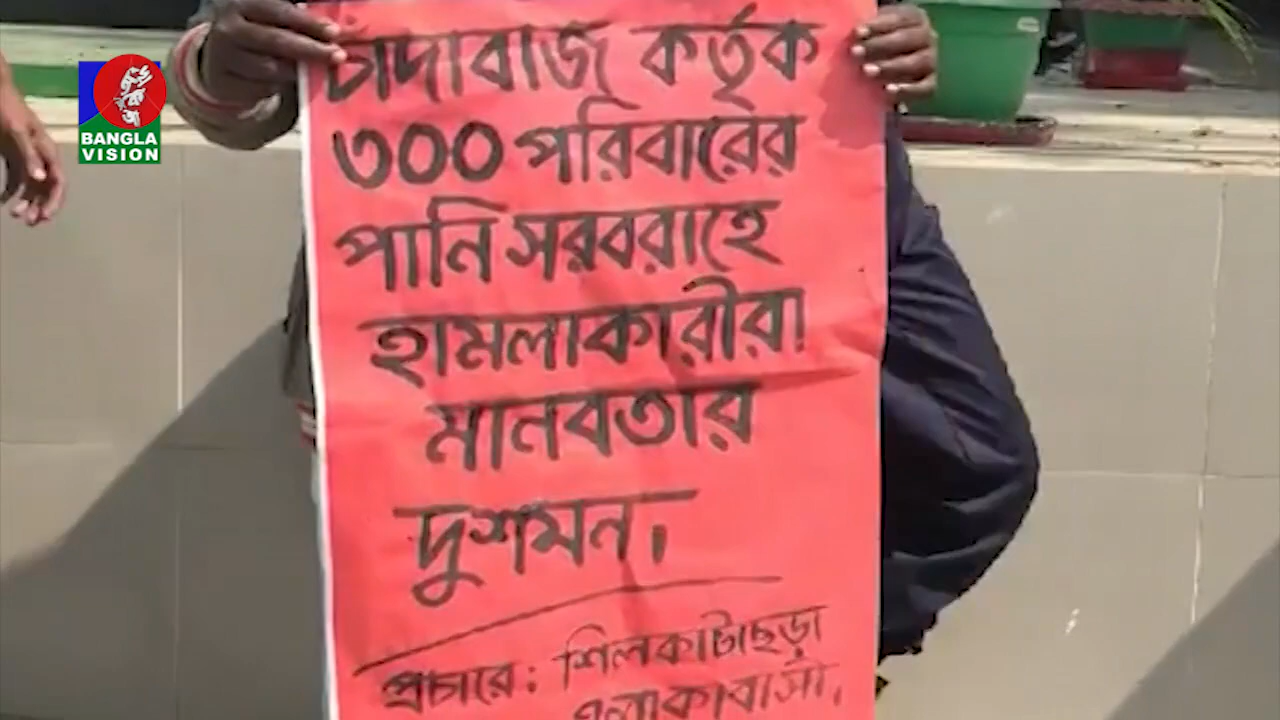 BANGLA
VISION
চাঁদাবাজ কর্তৃক
৩০০ পরিবারের
পানি সরবরাহে
হামলাকারীরা
মানবতার
দুশমন।
প্রচারে: শিলকাটাছড়া
এলাকাবাসী,